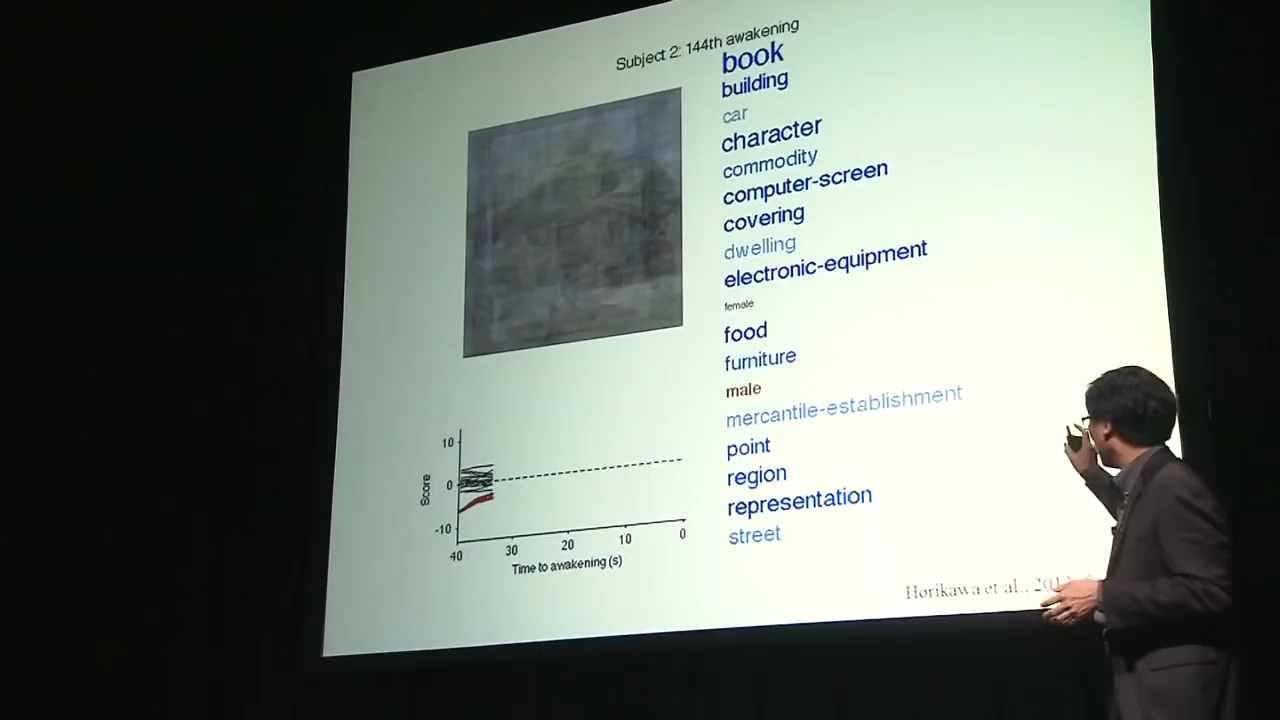 Subject 2: 144th awakening
book
building
car
character
commodity
computer-screen
covering
dwelling
electronic-equipment
female
food
furniture
male
mercantile-establishment
point
region
representation
street
10
0
-10
Score
40
30
20
10
0
Time to awakening (s)
Horikawa et al.,